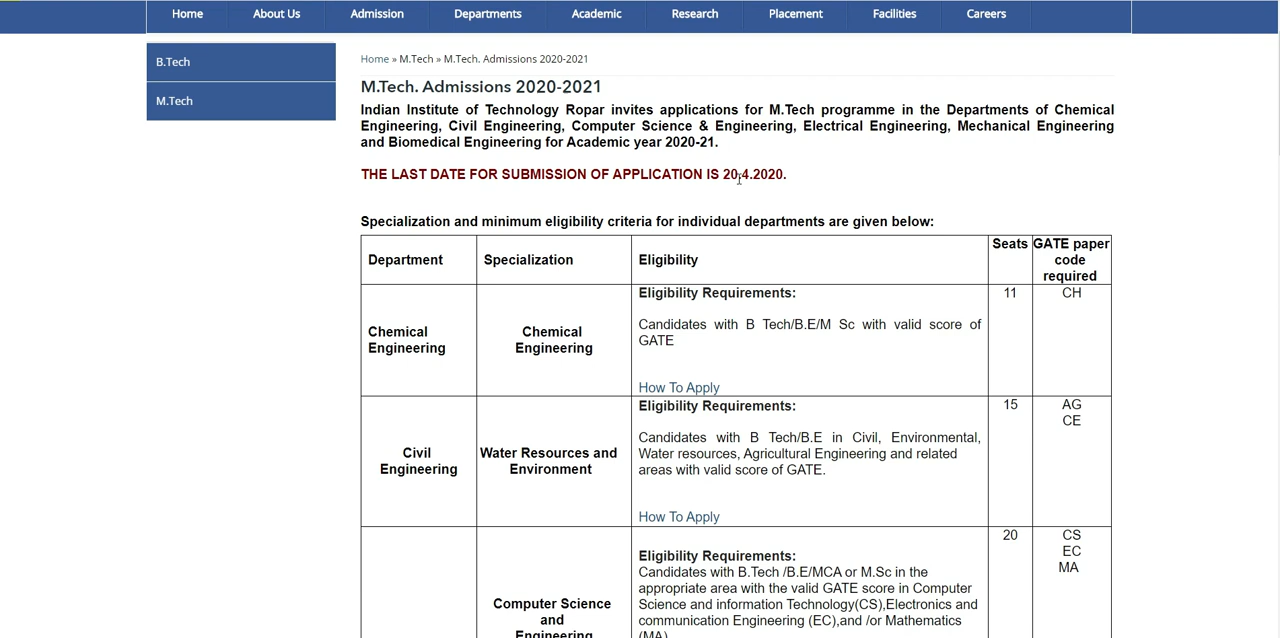 Home About Us Admission Departments Academic Research Placement Facilities Careers
B.Tech
M.Tech
Home » M.Tech » M.Tech. Admissions 2020-2021
M.Tech. Admissions 2020-2021
Indian Institute of Technology Ropar invites applications for M.Tech programme in the Departments of Chemical
Engineering, Civil Engineering, Computer Science & Engineering, Electrical Engineering, Mechanical Engineering
and Biomedical Engineering for Academic year 2020-21.
THE LAST DATE FOR SUBMISSION OF APPLICATION IS 20.4.2020.
Specialization and minimum eligibility criteria for individual departments are given below:
Department
Specialization
Eligibility
Seats
GATE paper
code
required
Chemical
Engineering
Chemical
Engineering
Eligibility Requirements:
Candidates with B Tech/B.E/M Sc with valid score of
GATE
How To Apply
11
CH
Civil
Engineering
Water Resources and
Environment
Eligibility Requirements:
Candidates with B Tech/B.E in Civil, Environmental,
Water resources, Agricultural Engineering and related
areas with valid score of GATE.
How To Apply
15
AG
CE
Computer Science
and
Engineering
Eligibility Requirements:
Candidates with B.Tech /B.E/MCA or M.Sc in the
appropriate area with the valid GATE score in Computer
Science and information Technology(CS),Electronics and
communication Engineering (EC),and /or Mathematics
(MA)
20
CS
EC
MA